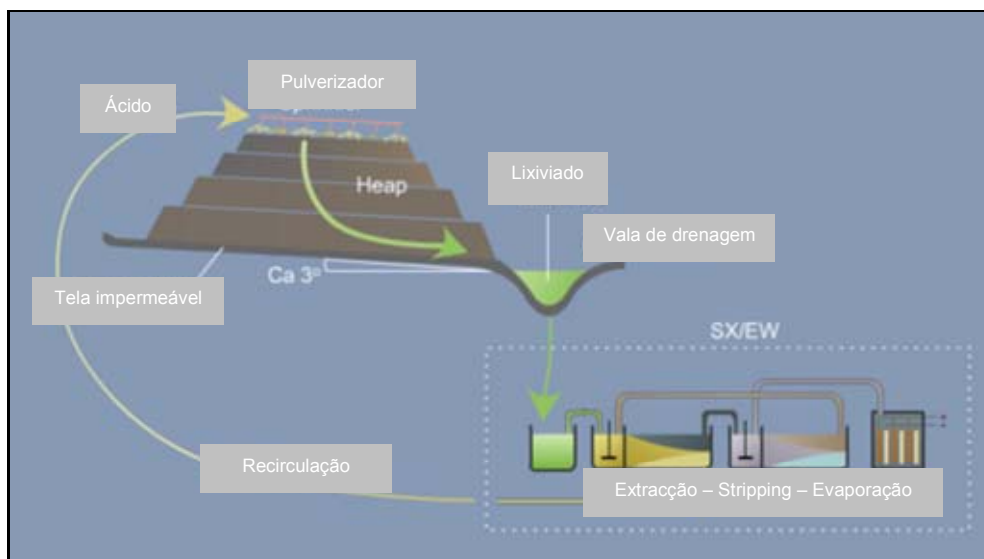 Pulverizador
Ácido
Heap
Lixiviado
Vala de drenagem
Ca 3º
Tela impermeável
SX/EW
Recirculação
Extracção – Stripping – Evaporação